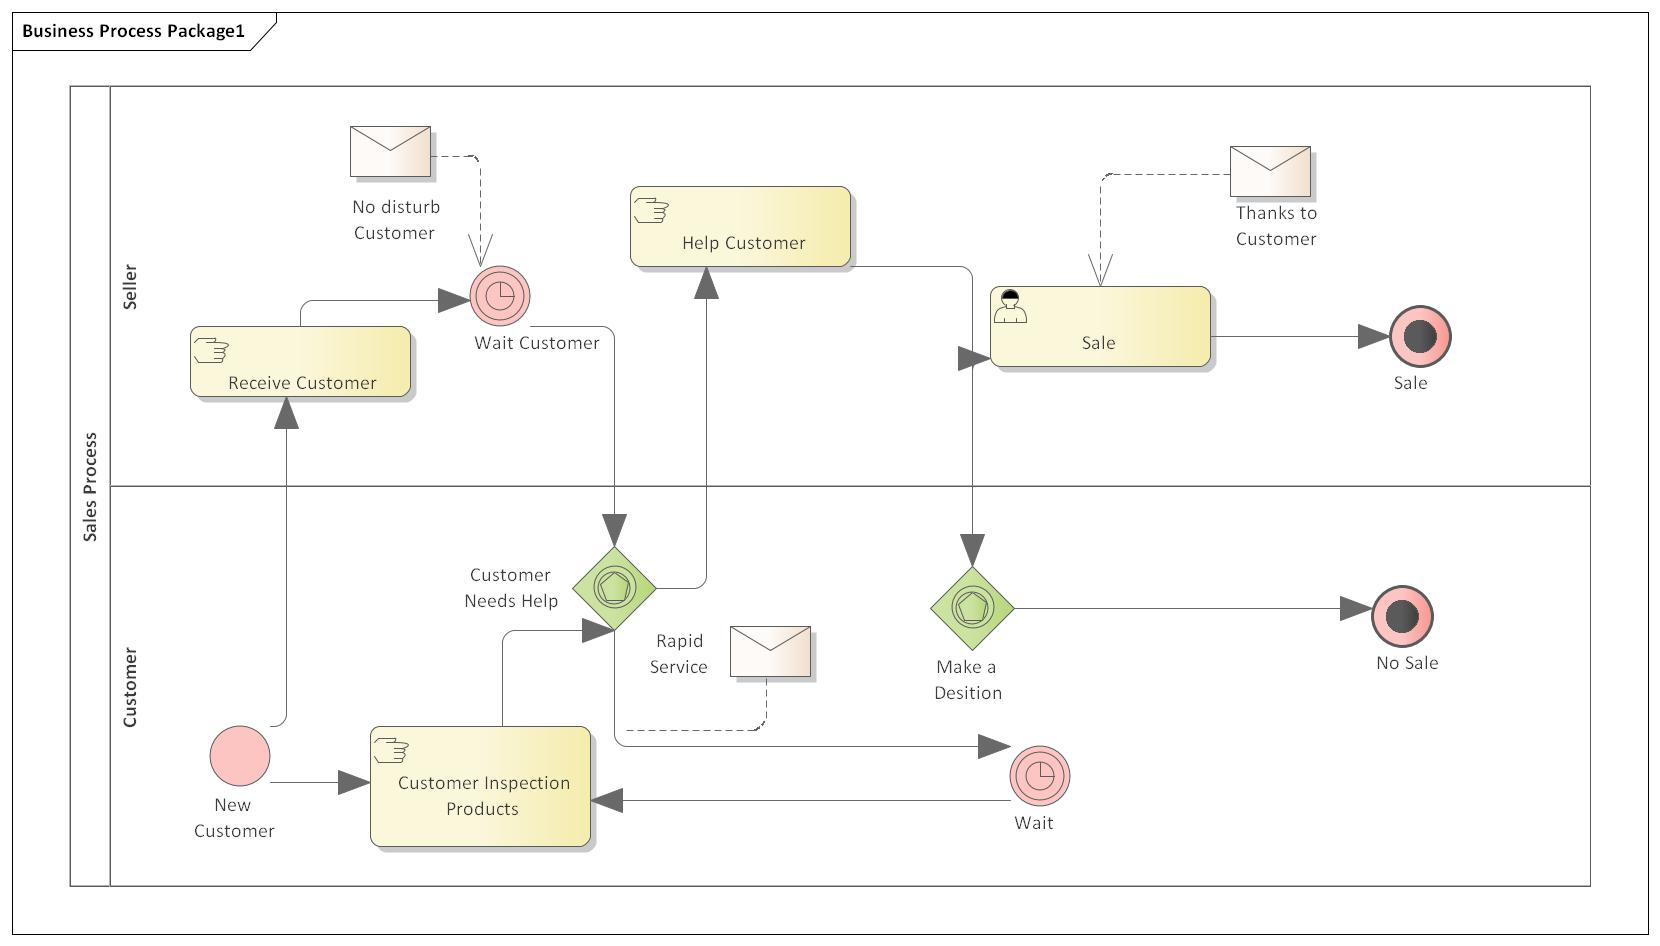 Business Process Package1
Sales Process
Seller
No disturb
Customer
Wait Customer
Receive Customer
Help Customer
Thanks to
Customer
Sale
Sale
Customer
Customer
Needs Help
Rapid
Service
Make a
Desition
No Sale
New
Customer
Customer Inspection
Products
Wait